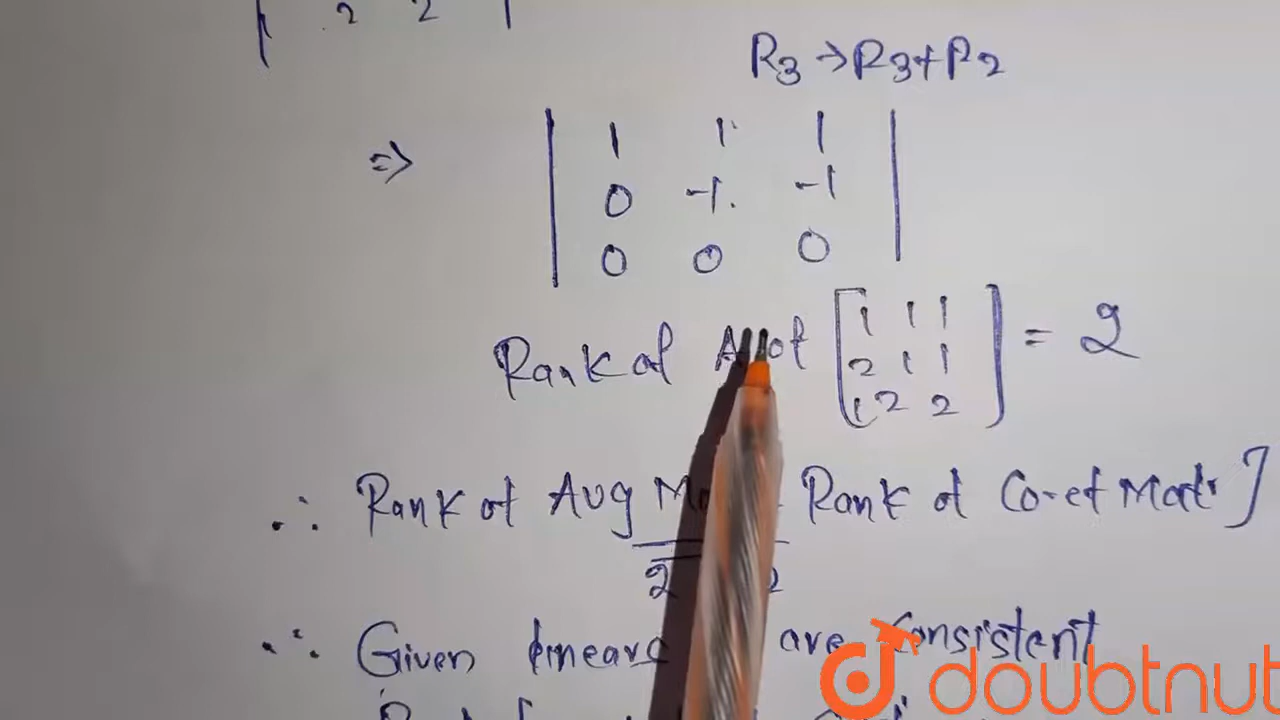 2 2
R3 → R3+R2
⇒ | 1 1 1 |
0 -1 -1
0 0 0
Rank of of [ 1 1 1 ] = 2
2 1 1
1 2 2
∴ Rank of Aug Rank of Co-ef Mat ]
2 2
∴ Given linear are consistent
doubtnut